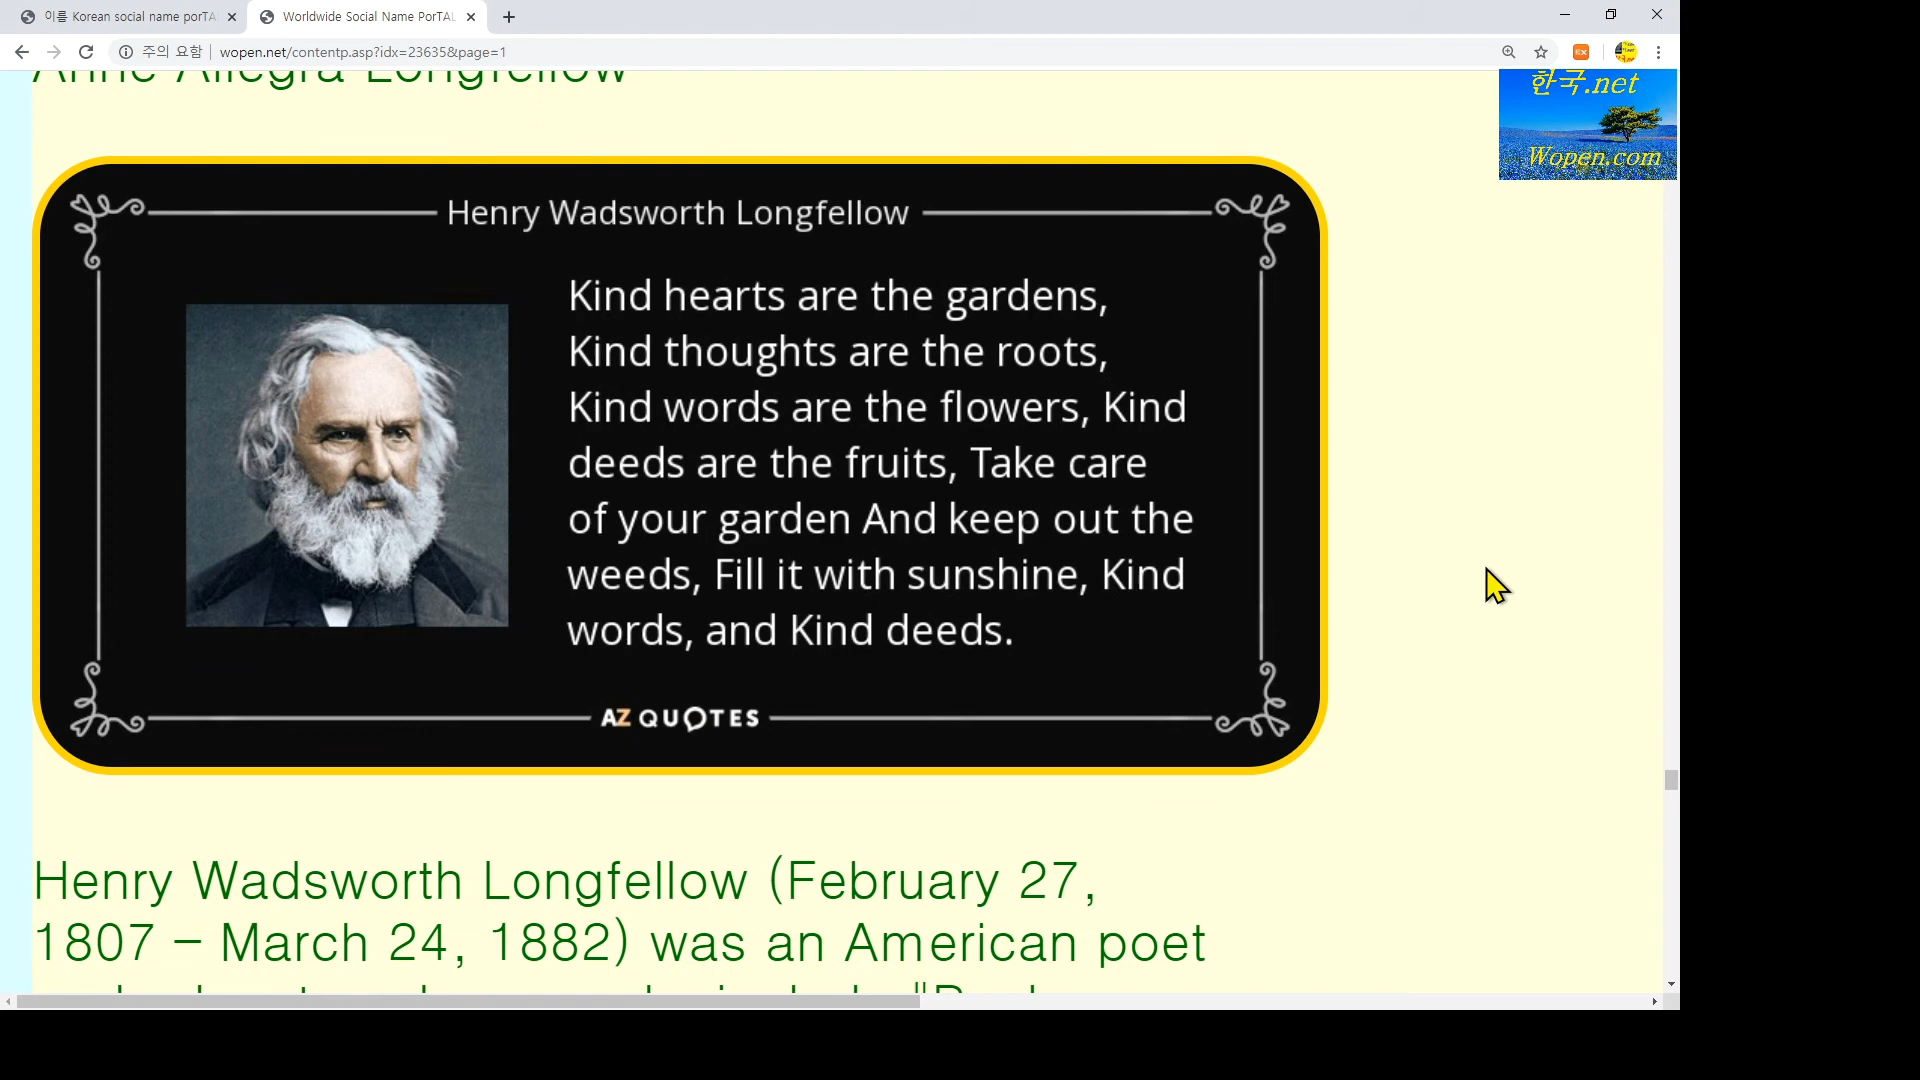 이름 Korean social name porTA
Worldwide Social Name PorTAL
주의 요함
wopen.net/contentp.asp?idx=23635&page=1
Anne Allegra Longfellow
한국.net
Wopen.com
Henry Wadsworth Longfellow
Kind hearts are the gardens,
Kind thoughts are the roots,
Kind words are the flowers, Kind
deeds are the fruits, Take care
of your garden And keep out the
weeds, Fill it with sunshine, Kind
words, and Kind deeds.
AZ QUOTES
Henry Wadsworth Longfellow (February 27,
1807 – March 24, 1882) was an American poet